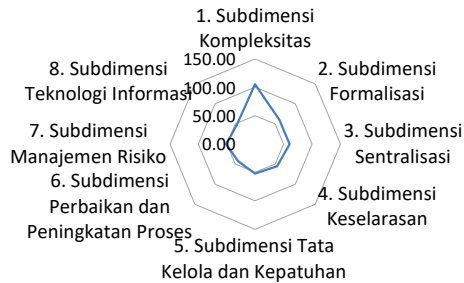 1. Subdimensi
Kompleksitas
2. Subdimensi
Formalisasi
3. Subdimensi
Sentralisasi
4. Subdimensi
Keselarasan
5. Subdimensi Tata
Kelola dan Kepatuhan
6. Subdimensi
Perbaikan dan
Peningkatan Proses
7. Subdimensi
Manajemen Risiko
8. Subdimensi
Teknologi Informasi
150.00
100.00
50.00
0.00